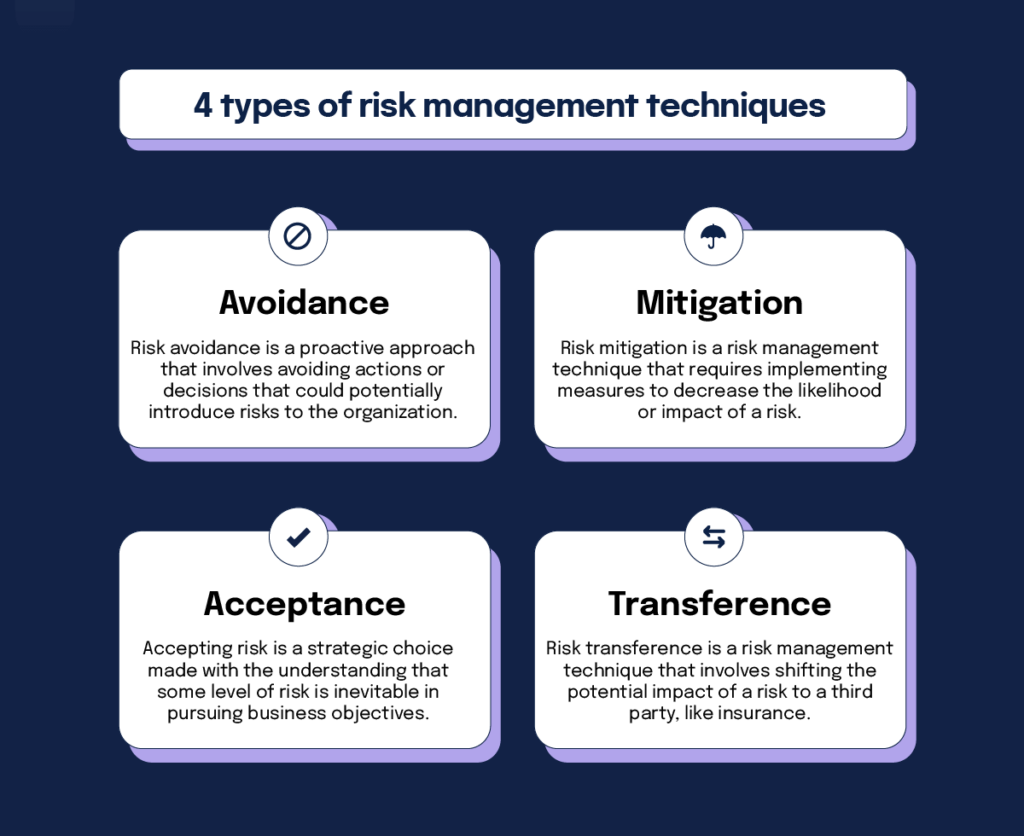 4 types of risk management techniques
Avoidance
Risk avoidance is a proactive approach
that involves avoiding actions or
decisions that could potentially
introduce risks to the organization.
Mitigation
Risk mitigation is a risk management
technique that requires implementing
measures to decrease the likelihood
or impact of a risk.
Acceptance
Accepting risk is a strategic choice
made with the understanding that
some level of risk is inevitable in
pursuing business objectives.
Transference
Risk transference is a risk management
technique that involves shifting the
potential impact of a risk to a third
party, like insurance.